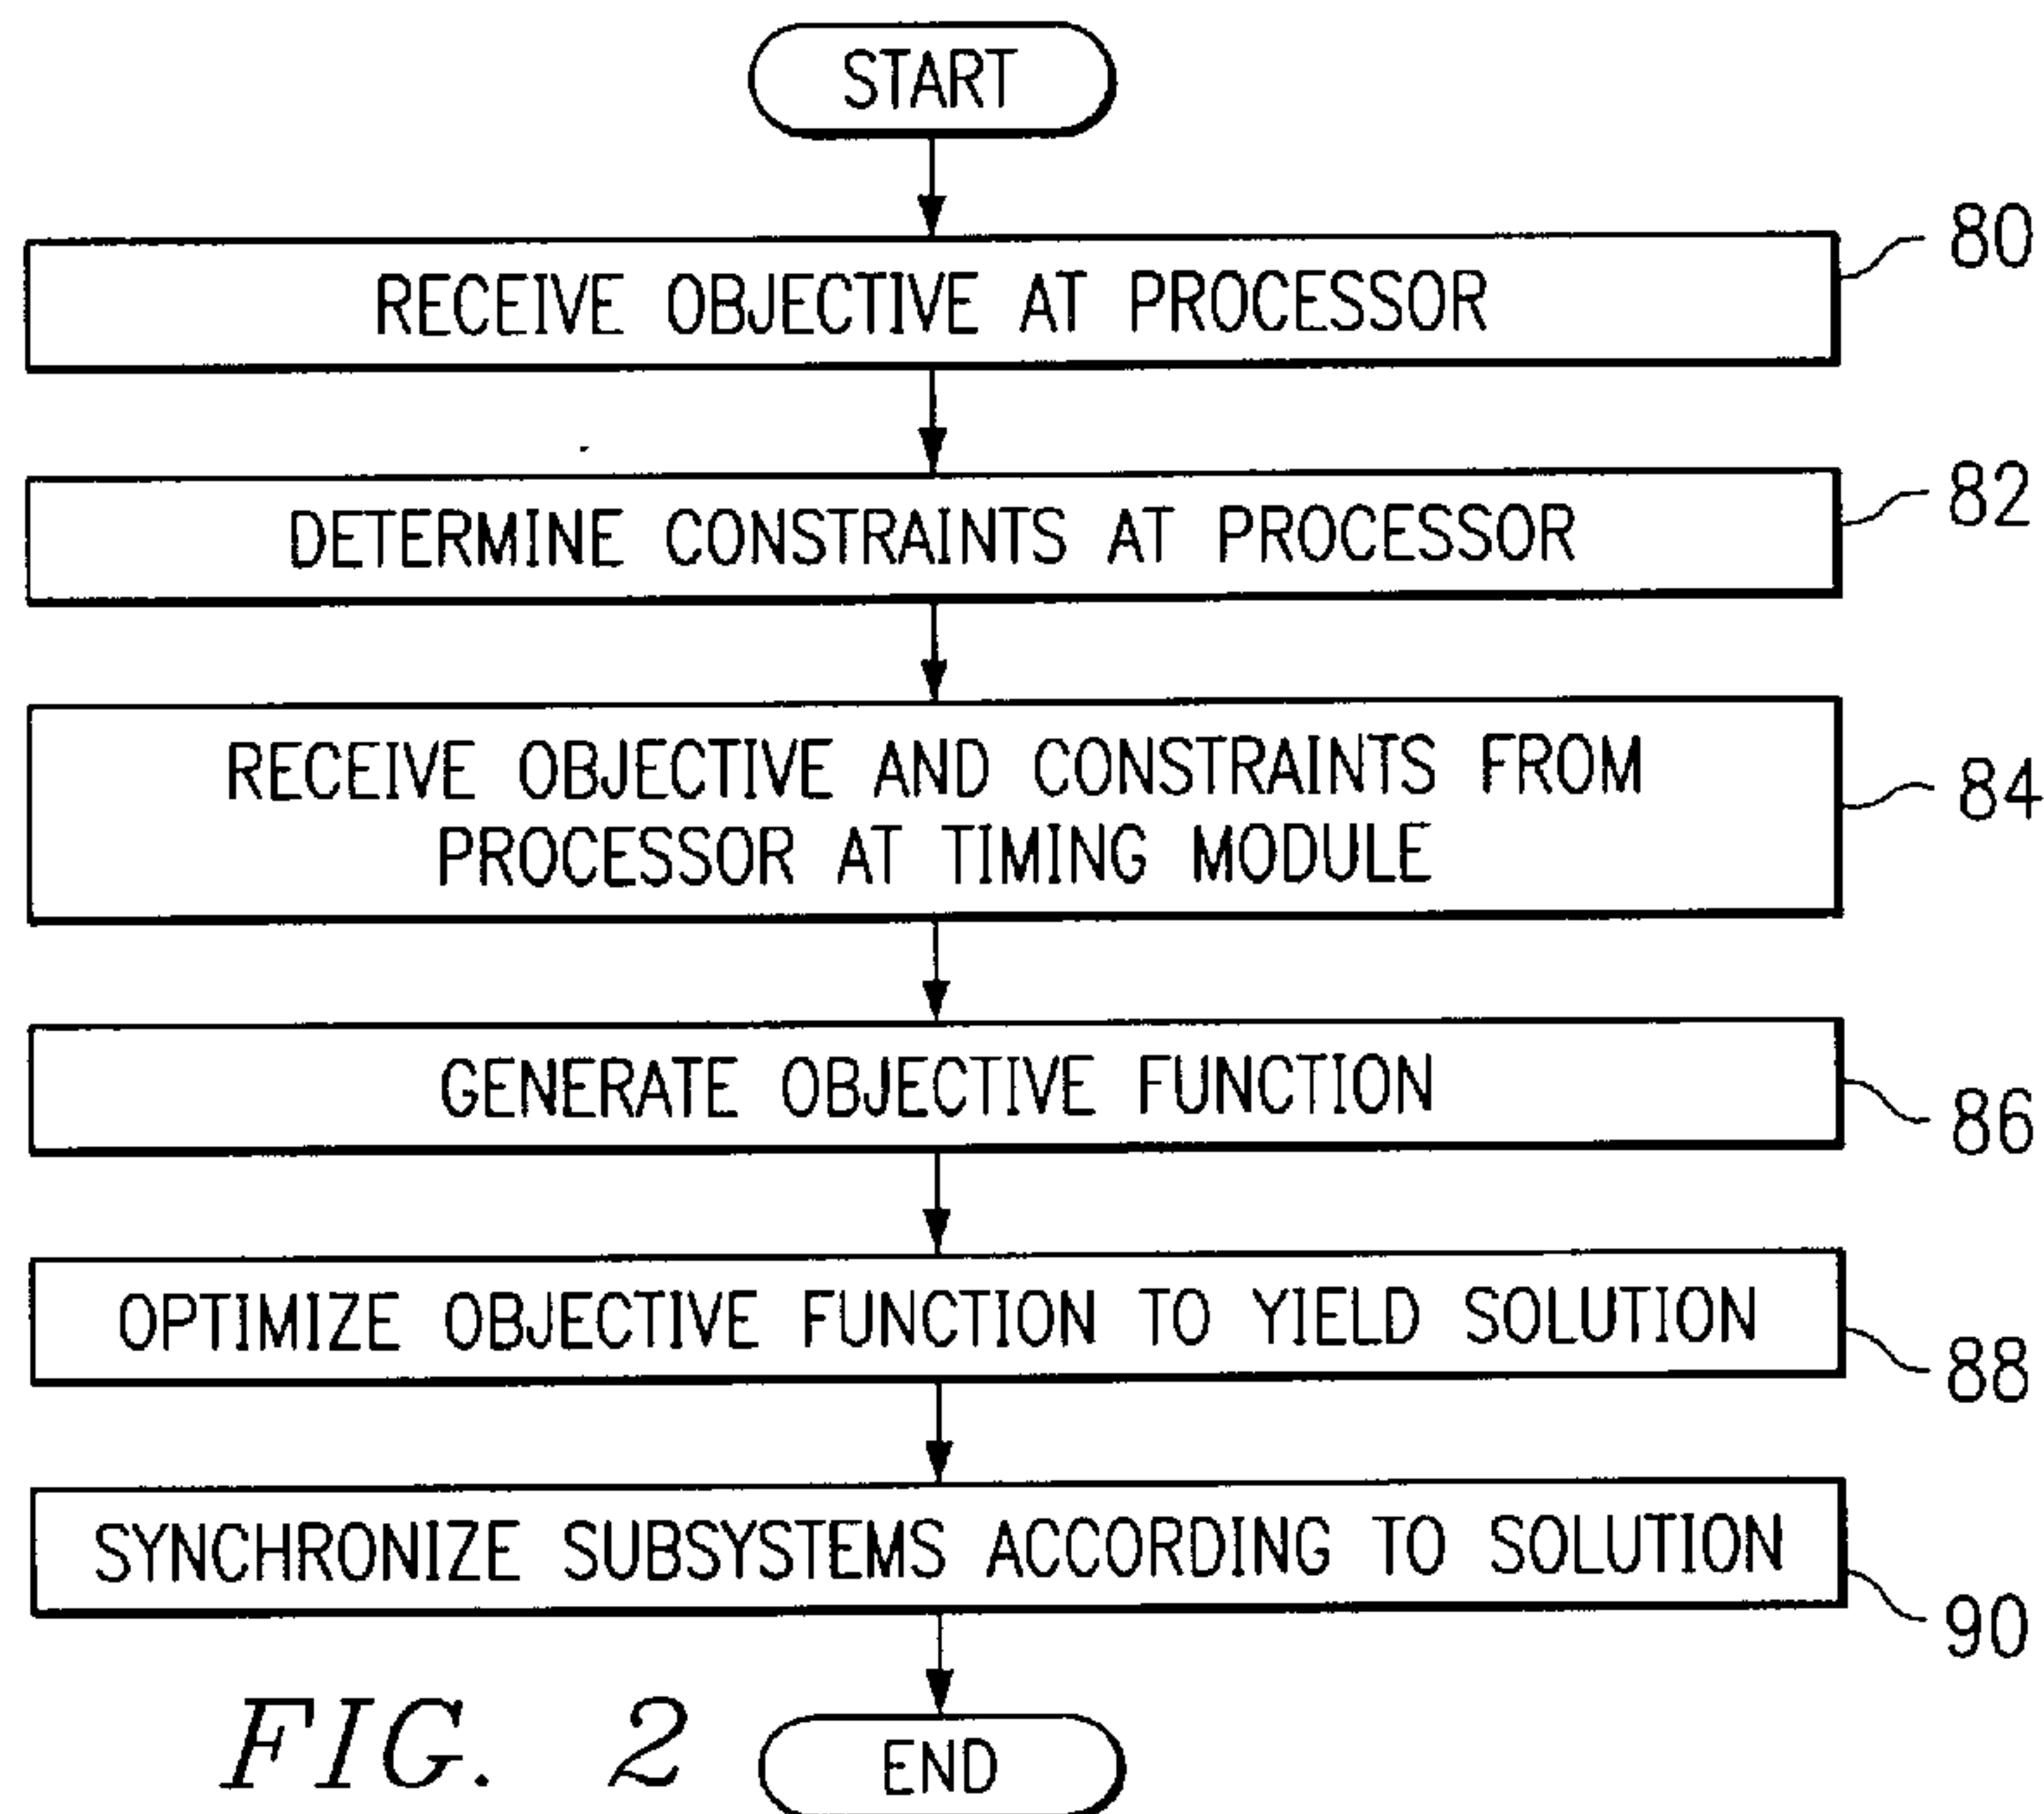 START
RECEIVE OBJECTIVE AT PROCESSOR
80
DETERMINE CONSTRAINTS AT PROCESSOR
82
RECEIVE OBJECTIVE AND CONSTRAINTS FROM
PROCESSOR AT TIMING MODULE
84
GENERATE OBJECTIVE FUNCTION
86
OPTIMIZE OBJECTIVE FUNCTION TO YIELD SOLUTION
88
SYNCHRONIZE SUBSYSTEMS ACCORDING TO SOLUTION
90
FIG. 2
END